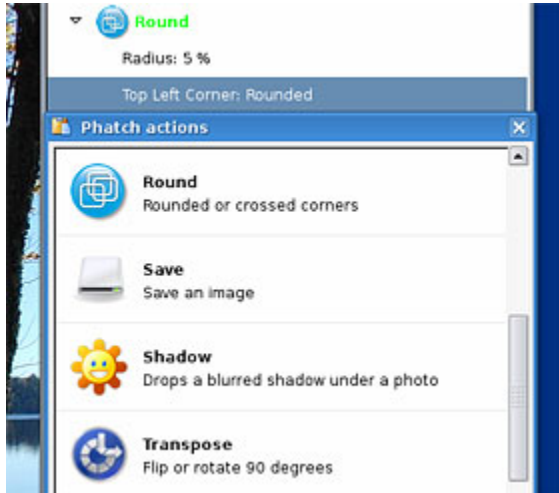 Round
Radius: 5 %
Top Left Corner: Rounded
Phatch actions
Round
Rounded or crossed corners
Save
Save an image
Shadow
Drops a blurred shadow under a photo
Transpose
Flip or rotate 90 degrees